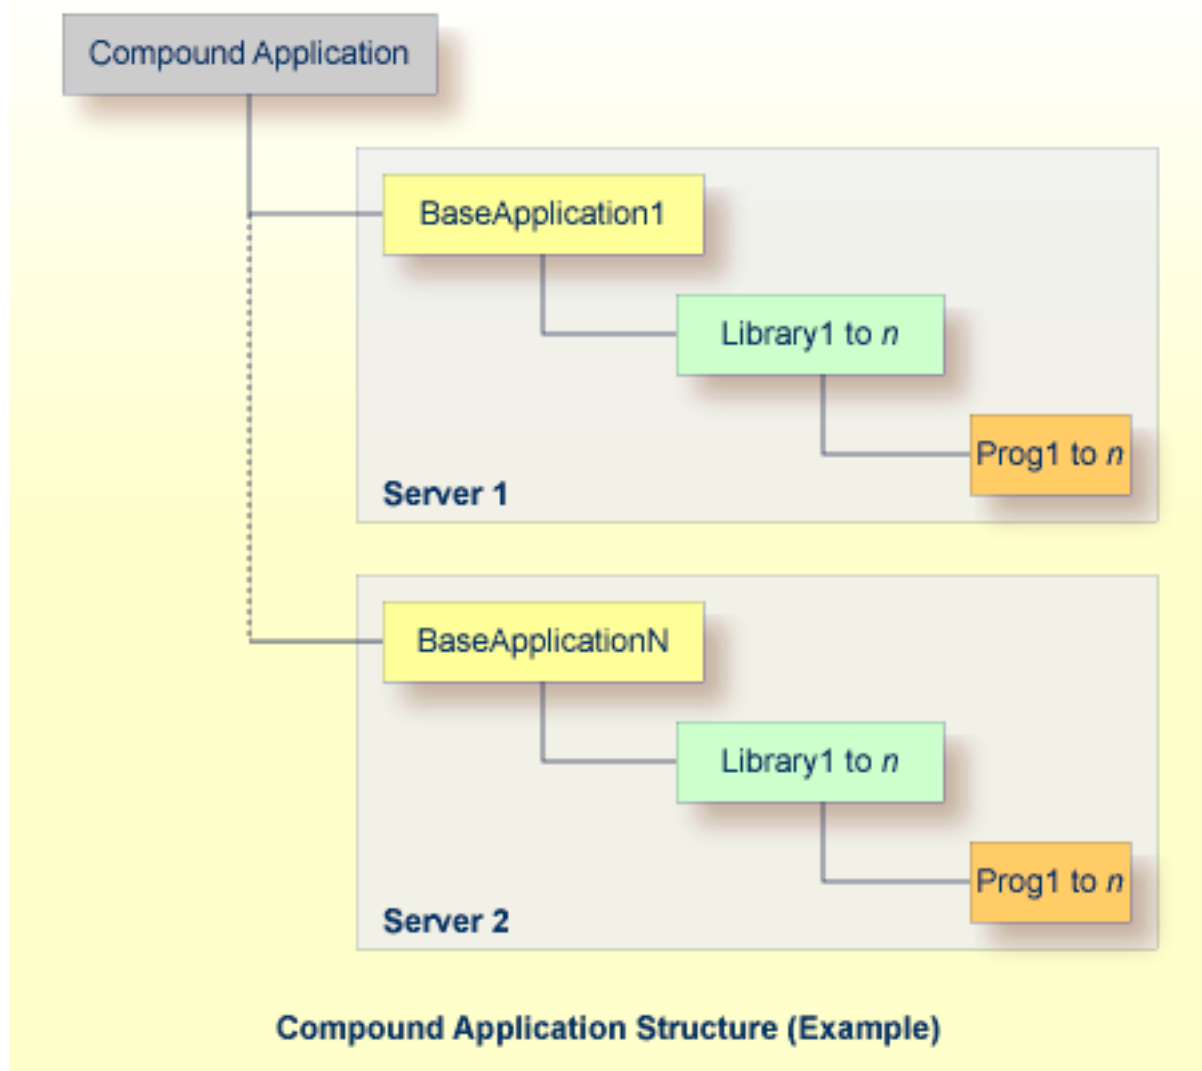 Compound Application
BaseApplication1
Library1 to n
Prog1 to n
Server 1
BaseApplicationN
Library1 to n
Prog1 to n
Server 2
Compound Application Structure (Example)